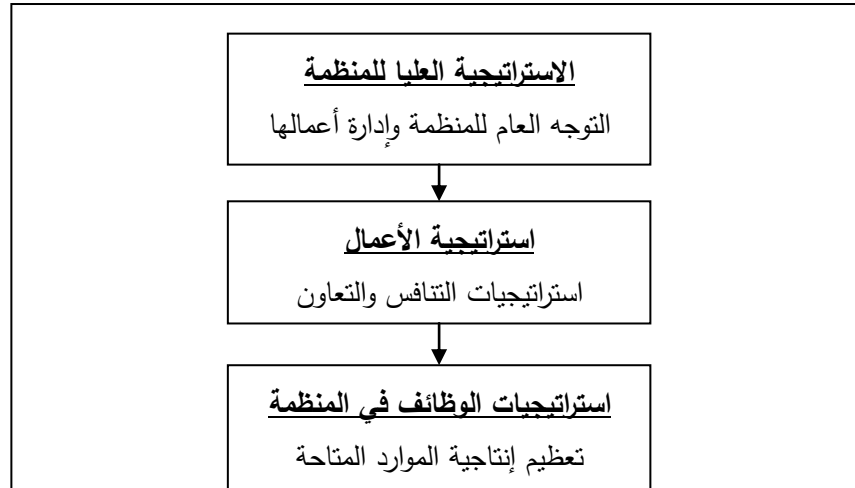 الاستراتيجية العليا للمنظمة
التوجه العام للمنظمة وإدارة أعمالها
استراتيجية الأعمال
استراتيجيات التنافس والتعاون
استراتيجيات الوظائف في المنظمة
تعظيم إنتاجية الموارد المتاحة